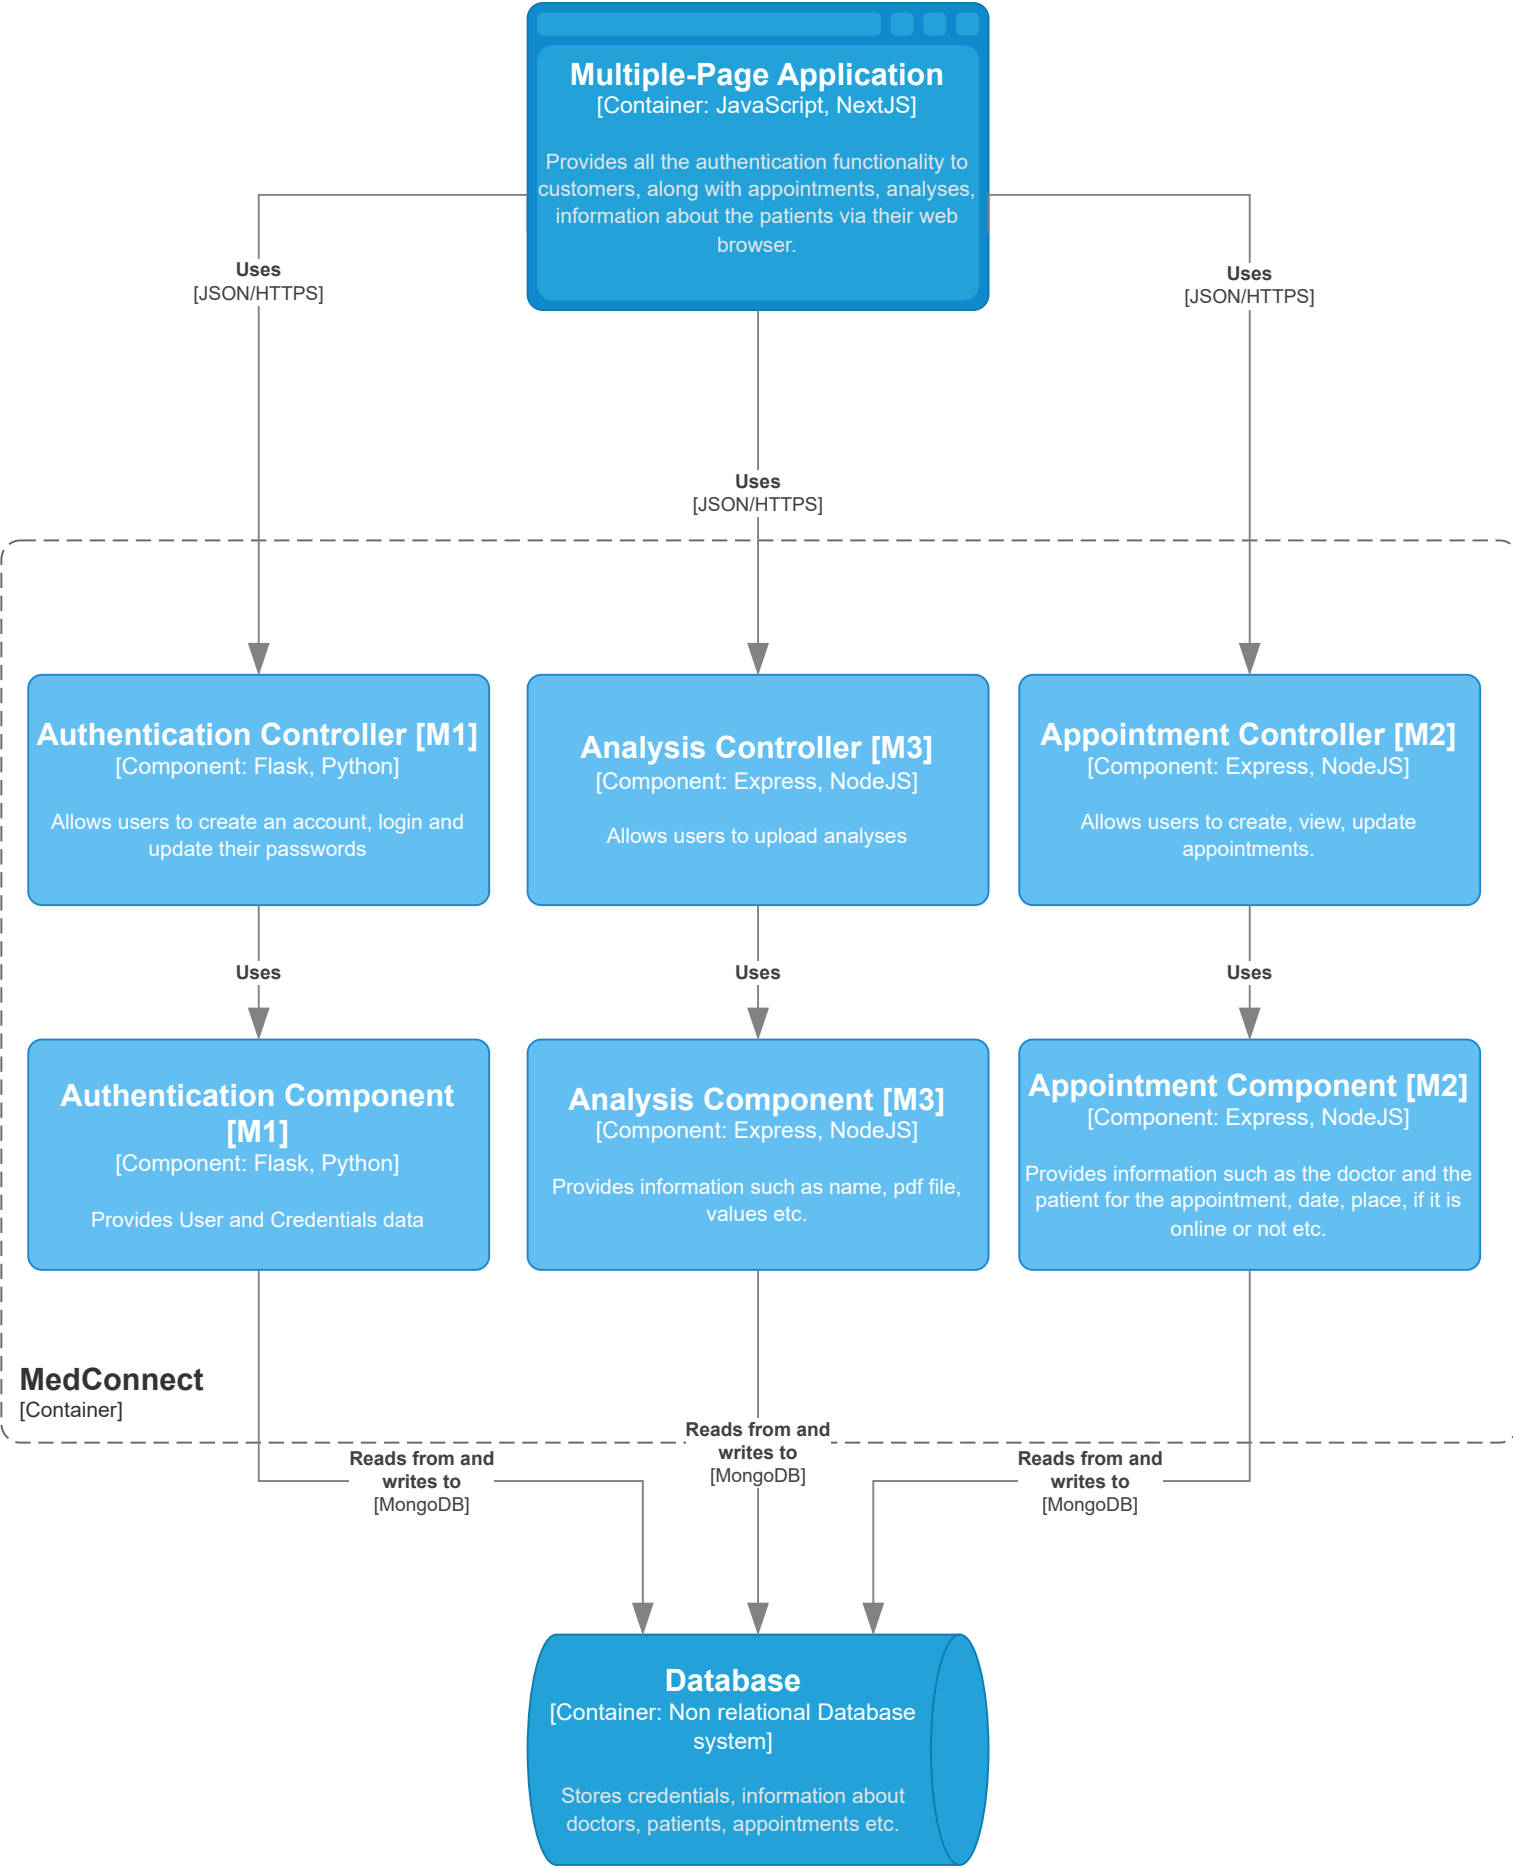 Multiple-Page Application
[Container: JavaScript, NextJS]
Provides all the authentication functionality to
customers, along with appointments, analyses,
information about the patients via their web
browser.
Uses
[JSON/HTTPS]
Uses
[JSON/HTTPS]
Uses
[JSON/HTTPS]
Authentication Controller [M1]
[Component: Flask, Python]
Allows users to create an account, login and
update their passwords
Analysis Controller [M3]
[Component: Express, NodeJS]
Allows users to upload analyses
Appointment Controller [M2]
[Component: Express, NodeJS]
Allows users to create, view, update
appointments.
Uses
Uses
Uses
Authentication Component
[M1]
[Component: Flask, Python]
Provides User and Credentials data
Analysis Component [M3]
[Component: Express, NodeJS]
Provides information such as name, pdf file,
values etc.
Appointment Component [M2]
[Component: Express, NodeJS]
Provides information such as the doctor and the
patient for the appointment, date, place, if it is
online or not etc.
MedConnect
[Container]
Reads from and
writes to
[MongoDB]
Reads from and
writes to
[MongoDB]
Reads from and
writes to
[MongoDB]
Database
[Container: Non relational Database
system]
Stores credentials, information about
doctors, patients, appointments etc.